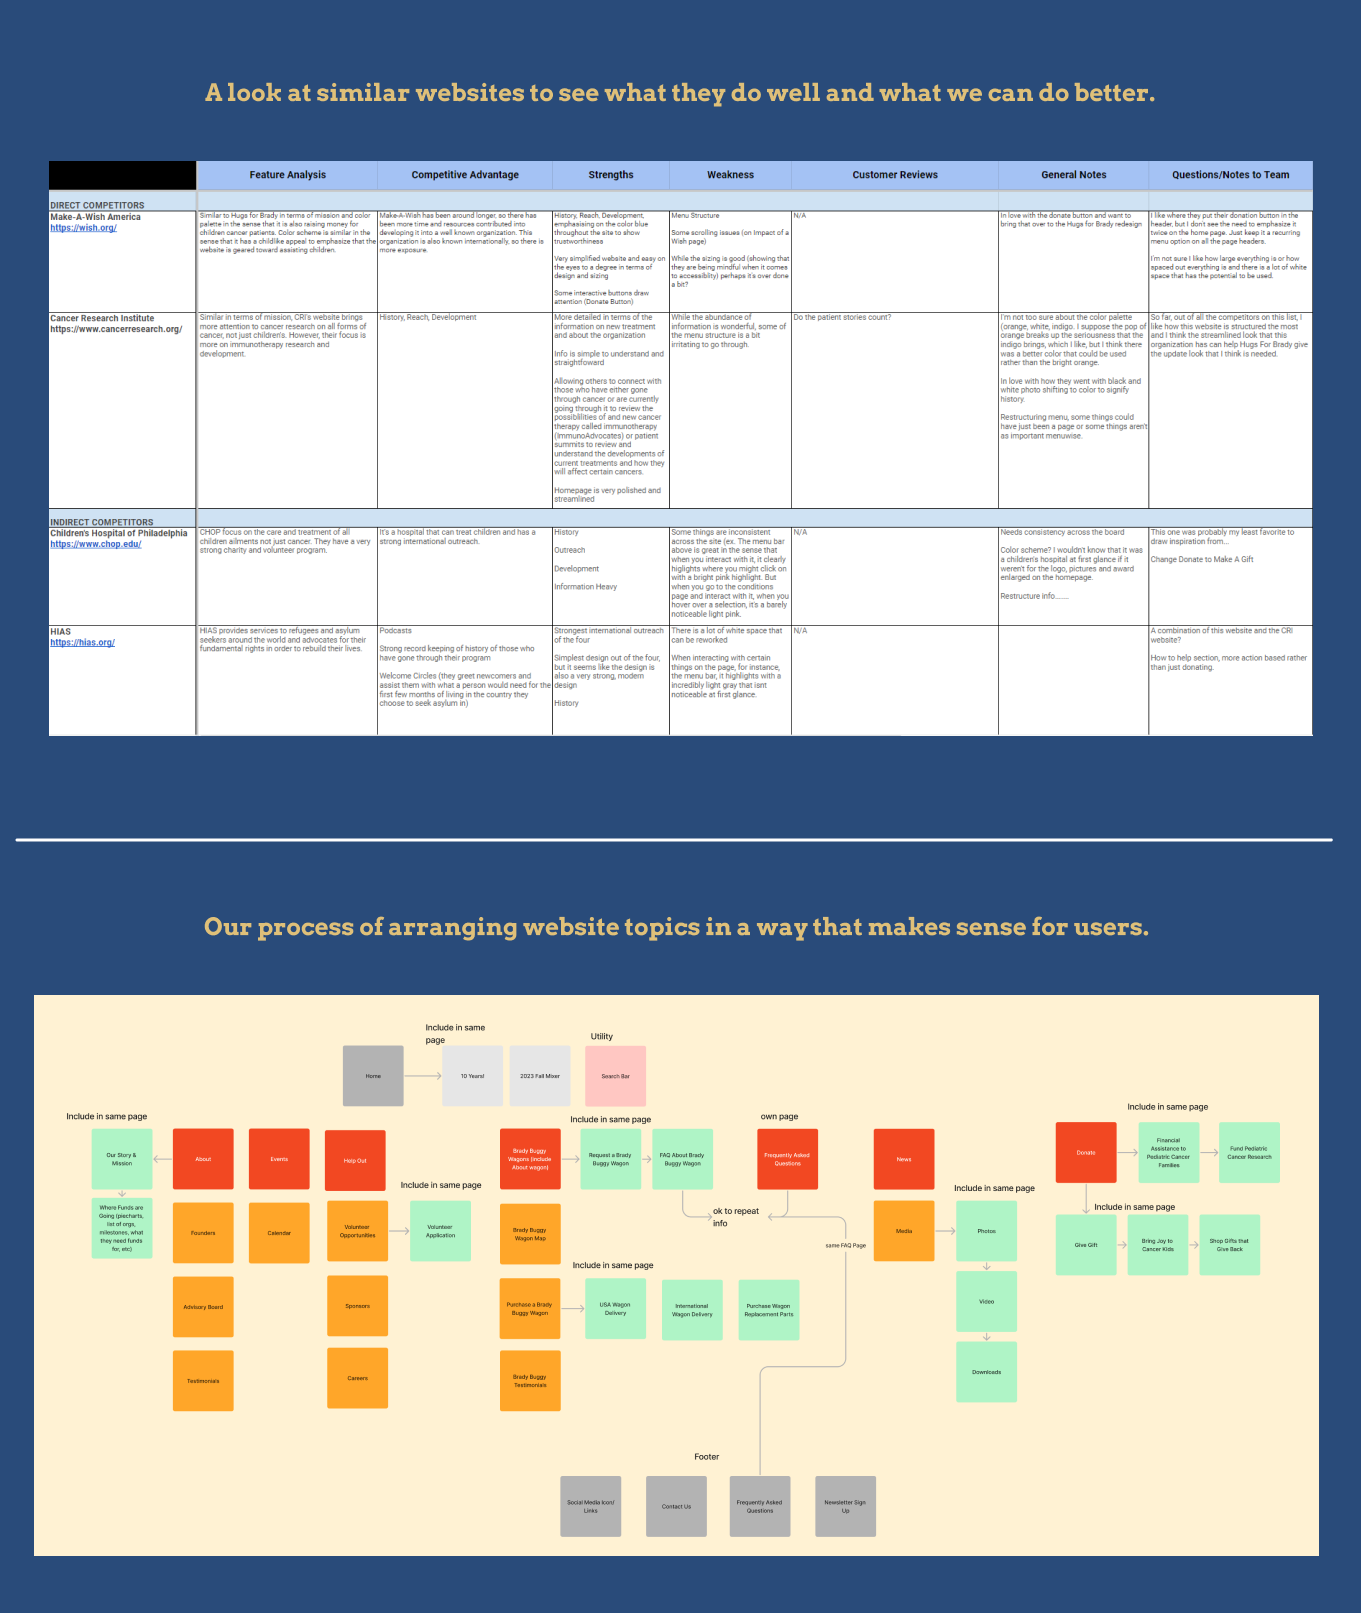 A look at similar websites to see what they do well and what we can do better.
Feature Analysis
Competitive Advantage
Strengths
Weakness
Customer Reviews
General Notes
Questions/Notes to Team
DIRECT COMPETITORS
Make-A-Wish America
https://wish.org/
Similar to Hugs for Brady in terms of mission and color
palette in the sense that it is also raising money for
children cancer patients. Color scheme is similar in the
sense that it has a childlike appeal to emphasize that the
website is geared toward assisting children.
Make-A-Wish has been around longer, so there has
been more time and resources contributed into
developing it into a well known organization. This
organization is also known internationally, so there is
more exposure.
History, Reach, Development,
emphasising on the color blue
throughout the site to show
trustworthiness
Very simplified website and easy on
the eyes to a degree in terms of
design and sizing
Some interactive buttons draw
attention (Donate Button)
Menu Structure
Some scrolling issues (on Impact of a
Wish page)
While the sizing is good (showing that
they are being mindful when it comes
to accessiblity) perhaps it's over done
a bit?
N/A
In love with the donate button and want to
bring that over to the Hugs for Brady redesign
I like where they put their donation button in the
header, but I don't see the need to emphasize it
twice on the home page. Just keep it a recurring
menu option on all the page headers.
I'm not sure I like how large everything is or how
spaced out everything is and there is a lot of white
space that has the potential to be used.
Cancer Research Institute
https://www.cancerresearch.org/
Similar in terms of mission, CRI's website brings
more attention to cancer research on all forms of
cancer, not just children's. However, their focus is
more on immunotherapy research and
development.
History, Reach, Development
More detailed in terms of the
information on new treatment
and about the organization
Info is simple to understand and
straightfoward
Allowing others to connect with
those who have either gone
through cancer or are currently
going through it to review the
possiblilities of and new cancer
therapy called immunotherapy
(ImmunoAdvocates) or patient
summits to review and
understand the developments of
current treatments and how they
will affect certain cancers.
Homepage is very polished and
streamlined
While the abundance of
information is wonderful, some of
the menu structure is a bit
irritating to go through.
Do the patient stories count?
I'm not too sure about the color palette
(orange, white, indigo. I suppose the pop of
orange breaks up the seriousness that the
indigo brings, which I like, but I think there
was a better color that could be used
rather than the bright orange.
In love with how they went with black and
white photo shifting to color to signify
history.
Restructuring menu, some things could
have just been a page or some things aren't
as important menuwise.
So far, out of all the competitors on this list, I
like how this website is structured the most
and I think the streamlined look that this
organization has can help Hugs For Brady give
the update look that I think is needed.
INDIRECT COMPETITORS
Children's Hospital of Philadelphia
https://www.chop.edu/
CHOP focus on the care and treatment of all
children ailments not just cancer. They have a very
strong charity and volunteer program.
It's a hospital that can treat children and has a
strong international outreach.
History
Outreach
Development
Information Heavy
Some things are inconsistent
across the site (ex. The menu bar
above is great in the sense that
when you interact with it, it clearly
higlights where you might click on
with a bright pink highlight. But
when you go to the conditions
page and interact with it, when you
hover over a selection, it's a barely
noticeable light pink.
N/A
Needs consistency across the board
Color scheme? I wouldn't know that it was
a children's hospital at first glance if it
weren't for the logo, pictures and award
enlarged on the homepage.
Restructure info.......
This one was probably my least favorite to
draw inspiration from...
Change Donate to Make A Gift
HIAS
https://hias.org/
HIAS provides services to refugees and asylum
seekers around the world and advocates for their
fundamental rights in order to rebuild their lives.
Podcasts
Strong record keeping of history of those who
have gone through their program
Welcome Circles (they greet newcomers and
assist them with what a person would need for the
first few months of living in the country they
choose to seek asylum in)
Strongest international outreach
of the four
Simplest design out of the four,
but it seems like the design is
also a very strong, modern
design
History
There is a lot of white space that
can be reworked
When interacting with certain
things on the page, for instance,
the menu bar, it highlights with a
incredibly light gray that isnt
noticeable at first glance.
N/A
A combination of this website and the CRI
website?
How to help section, more action based rather
than just donating.
Our process of arranging website topics in a way that makes sense for users.
Include in same
page
Utility
Home
10 Years!
2023 Fall Mixer
Search Bar
Include in same page
Include in same page
own page
Include in same page
Our Story &
Mission
About
Events
Help Out
Brady Buggy
Wagons (include
About wagon)
Request a Brady
Buggy Wagon
FAQ About Brady
Buggy Wagon
Frequently Asked
Questions
News
Donate
Financial
Assistance to
Pediatric Cancer
Families
Fund Pediatric
Cancer Research
Include in same page
Include in same page
Include in same page
Where Funds are
Going (piecharts,
list of orgs,
milestones, what
they need funds
for, etc)
Founders
Calendar
Volunteer
Opportunities
Volunteer
Application
Brady Buggy
Wagon Map
ok to repeat
info
same FAQ Page
Media
Photos
Give Gift
Bring Joy to
Cancer Kids
Shop Gifts that
Give Back
Include in same page
Advisory Board
Sponsors
Purchase a Brady
Buggy Wagon
USA Wagon
Delivery
International
Wagon Delivery
Purchase Wagon
Replacement Parts
Video
Testimonials
Careers
Brady Buggy
Testimonials
Downloads
Footer
Social Media Icon/
Links
Contact Us
Frequently Asked
Questions
Newsletter Sign
Up